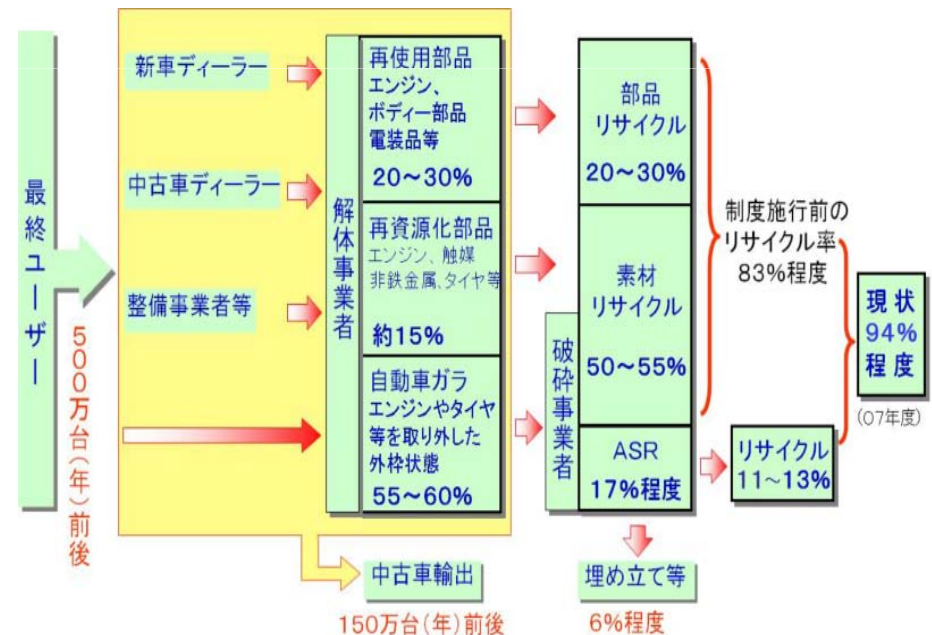 最終ユーザー
500万台(年)前後
新車ディーラー
中古車ディーラー
整備事業者等
解体事業者
再使用部品
エンジン、
ボディー部品
電装品等
20～30%
再資源化部品
エンジン、触媒
非鉄金属、タイヤ等
約15%
自動車ガラ
エンジンやタイヤ
等を取り外した
外枠状態
55～60%
中古車輸出
150万台(年)前後
破砕事業者
部品
リサイクル
20～30%
素材
リサイクル
50～55%
ASR
17%程度
埋め立て等
6%程度
リサイクル
11～13%
制度施行前の
リサイクル率
83%程度
現状
94%
程度
(07年度)